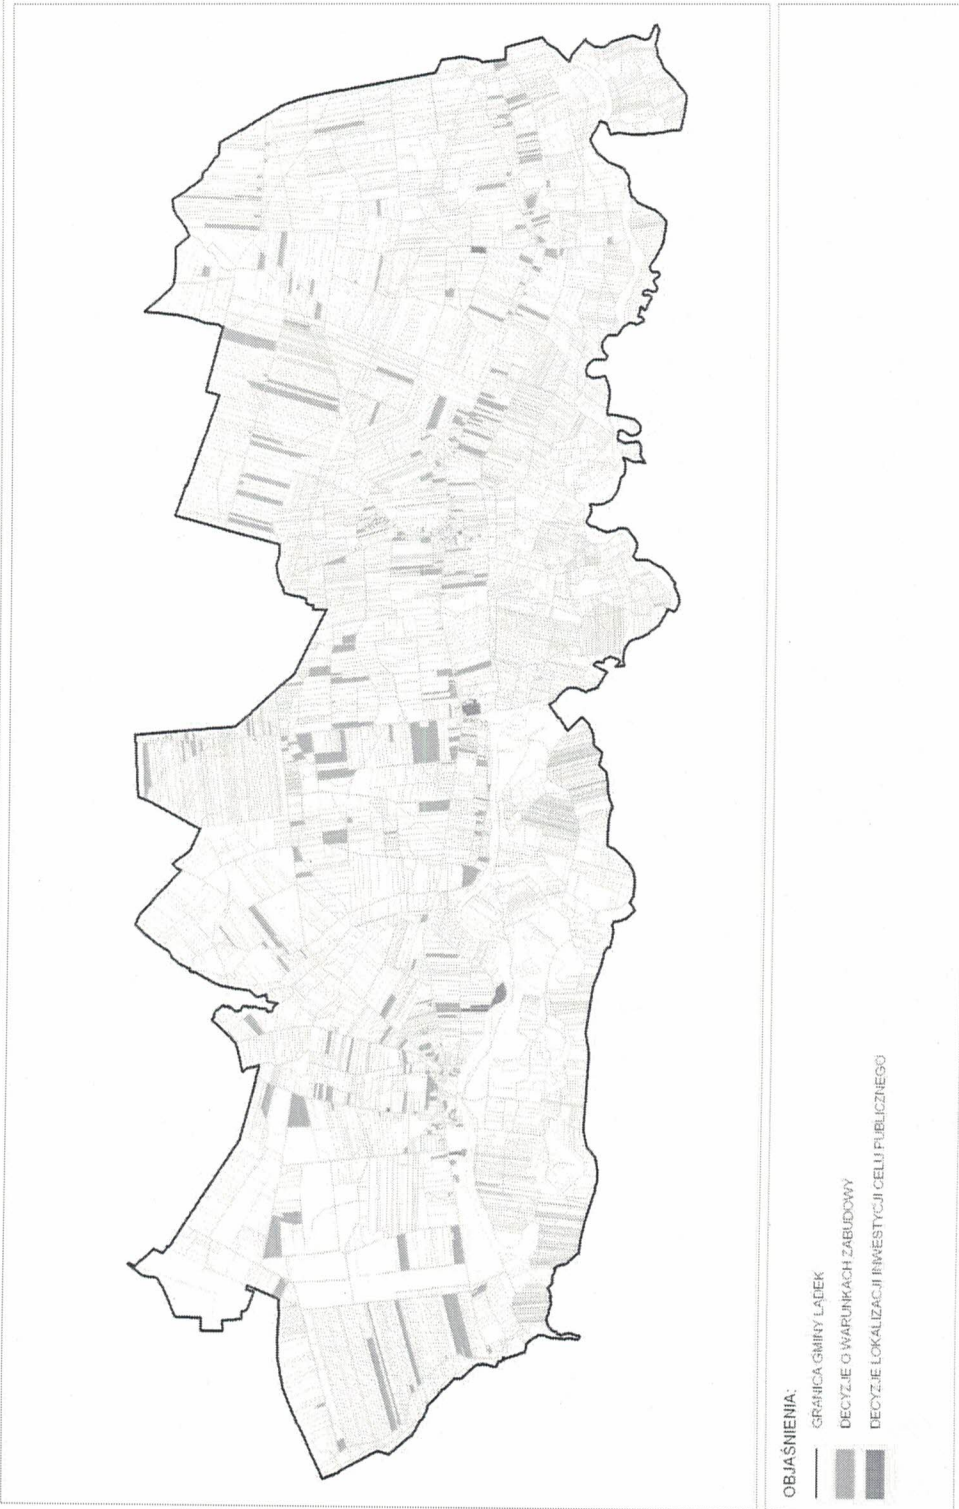 OBJAŚNIENIA:
GRANICA GMINY LĄDEK
DECYZJE O WARUNKACH ZABUDOWY
DECYZJE LOKALIZACJI INWESTYCJI CELU PUBLICZNEGO